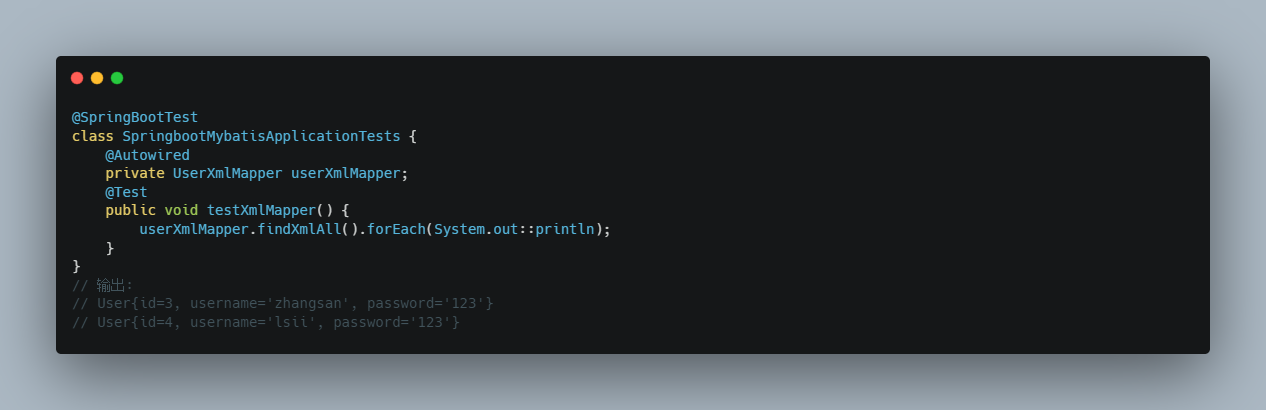 @SpringBootTest
class SpringbootMybatisApplicationTests {
    @Autowired
    private UserXmlMapper userXmlMapper;
    @Test
    public void testXmlMapper() {
        userXmlMapper.findXmlAll().forEach(System.out::println);
    }
}
// 输出:
// User{id=3, username='zhangsan', password='123'}
// User{id=4, username='lsii', password='123'}